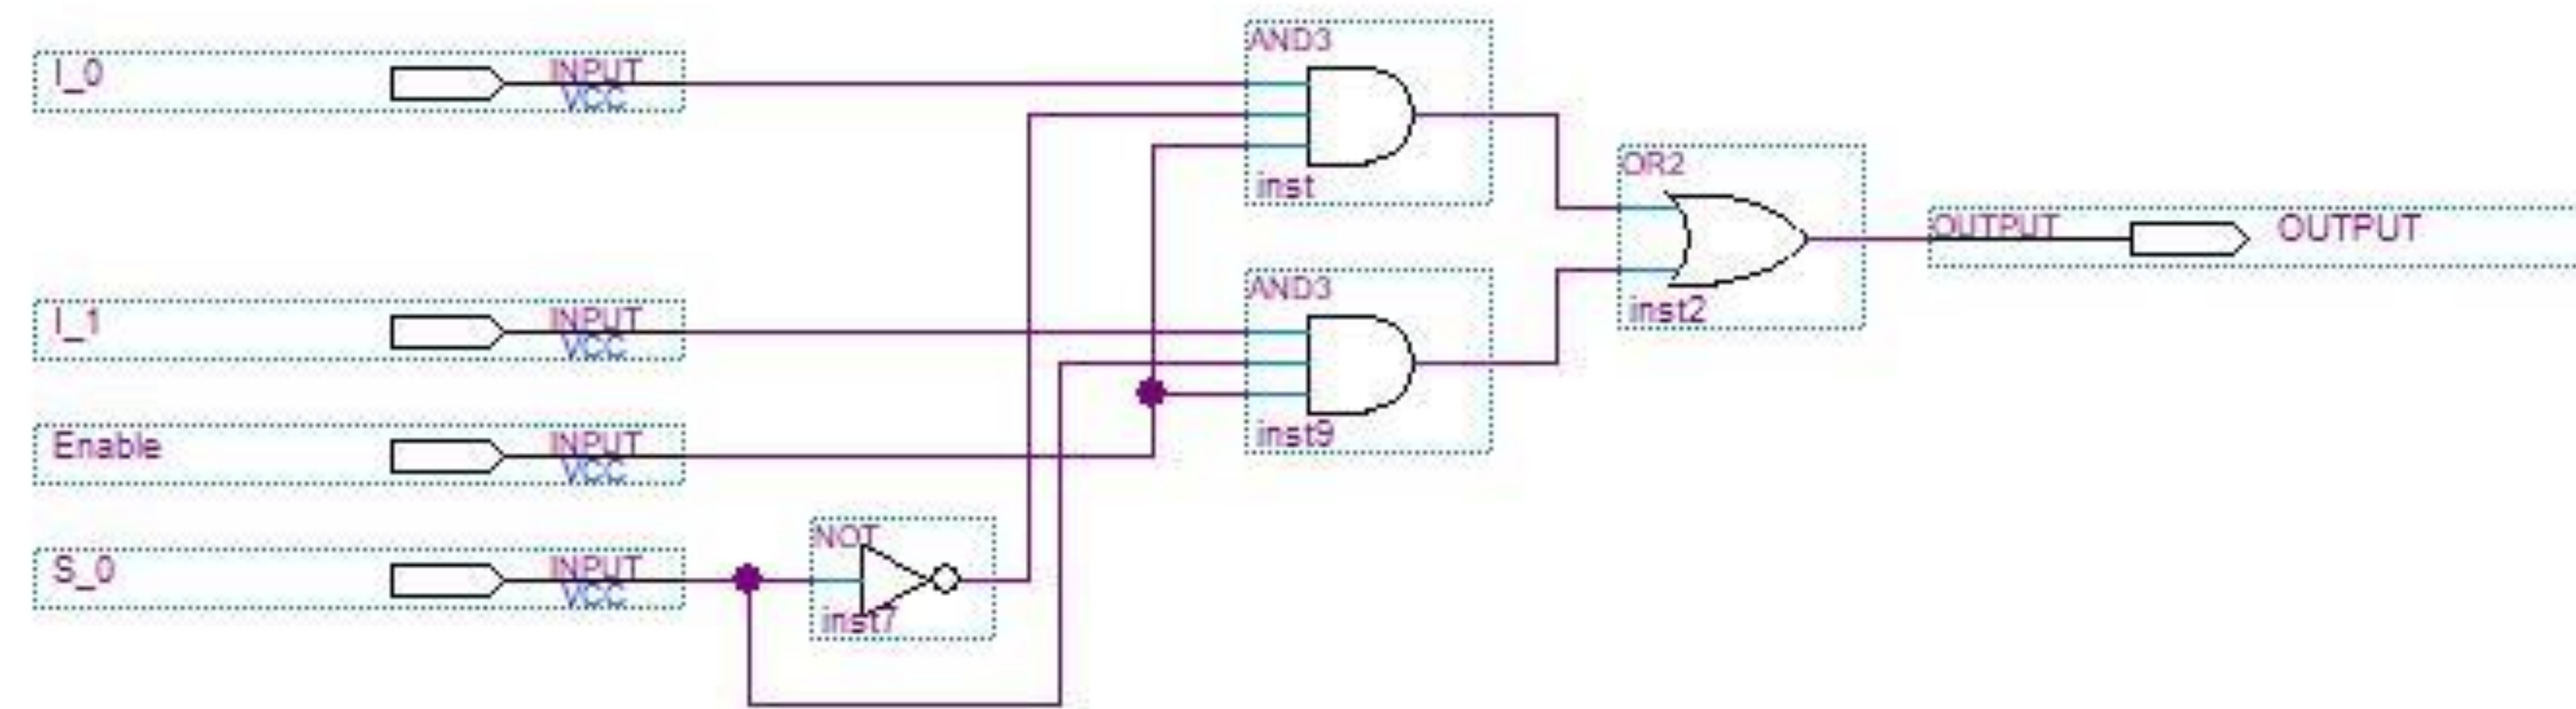 I_0
INPUT
VCC
AND3
inst
OR2
inst2
OUTPUT
OUTPUT
I_1
INPUT
VCC
AND3
inst9
Enable
INPUT
VCC
S_0
INPUT
VCC
NOT
inst7